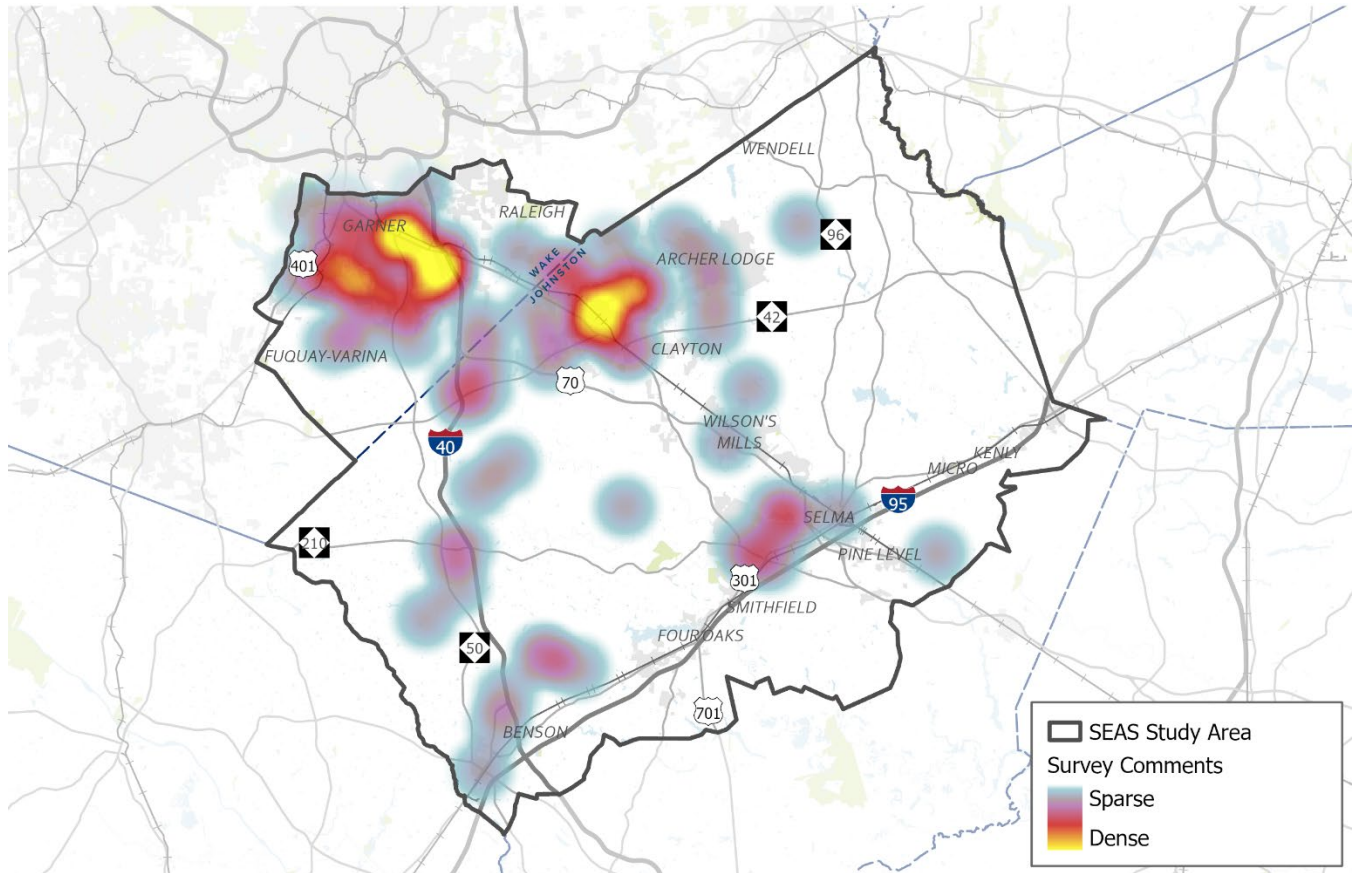 WENDELL
RALEIGH
GARNER
96
401
WAKE
JOHNSTON
ARCHER LODGE
42
CLAYTON
FUQUAY-VARINA
70
WILSON'S
MILLS
40
KENLY
MICRO
95
SELMA
210
PINE LEVEL
301
SMITHFIELD
FOUR OAKS
50
701
BENSON
SEAS Study Area
Survey Comments
Sparse
Dense